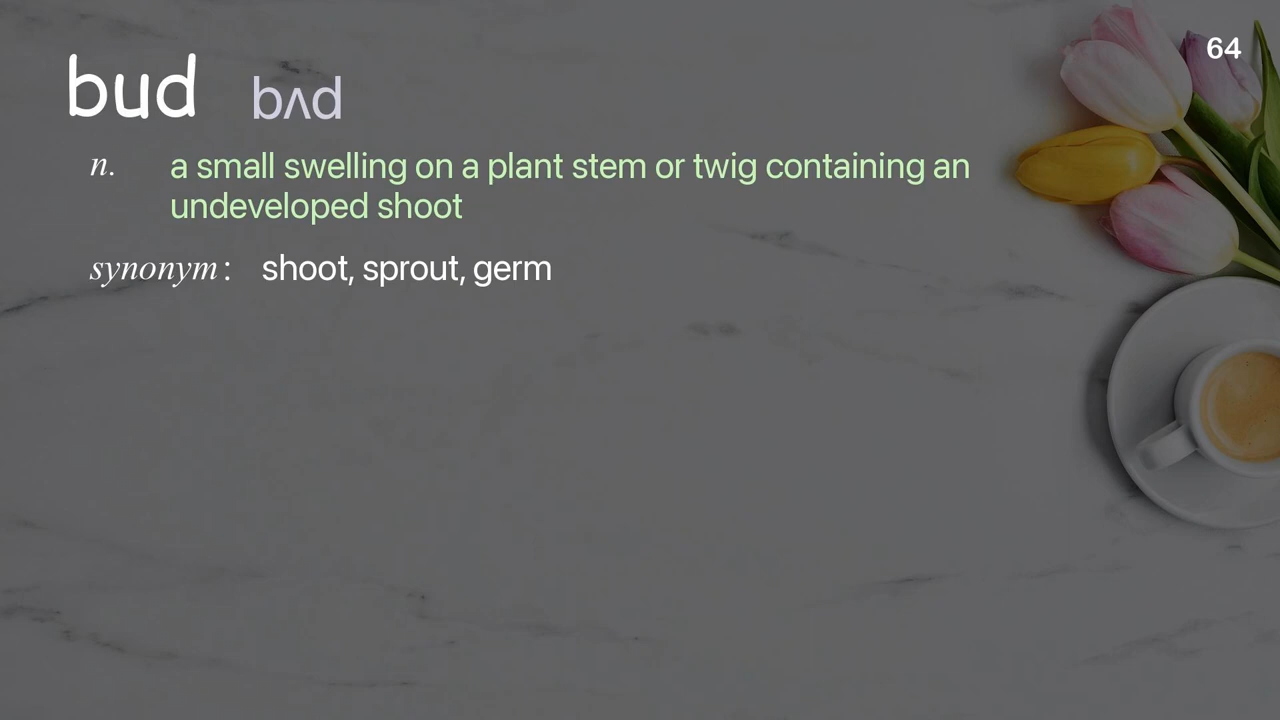 64
bud bʌd
n. a small swelling on a plant stem or twig containing an
undeveloped shoot
synonym : shoot, sprout, germ